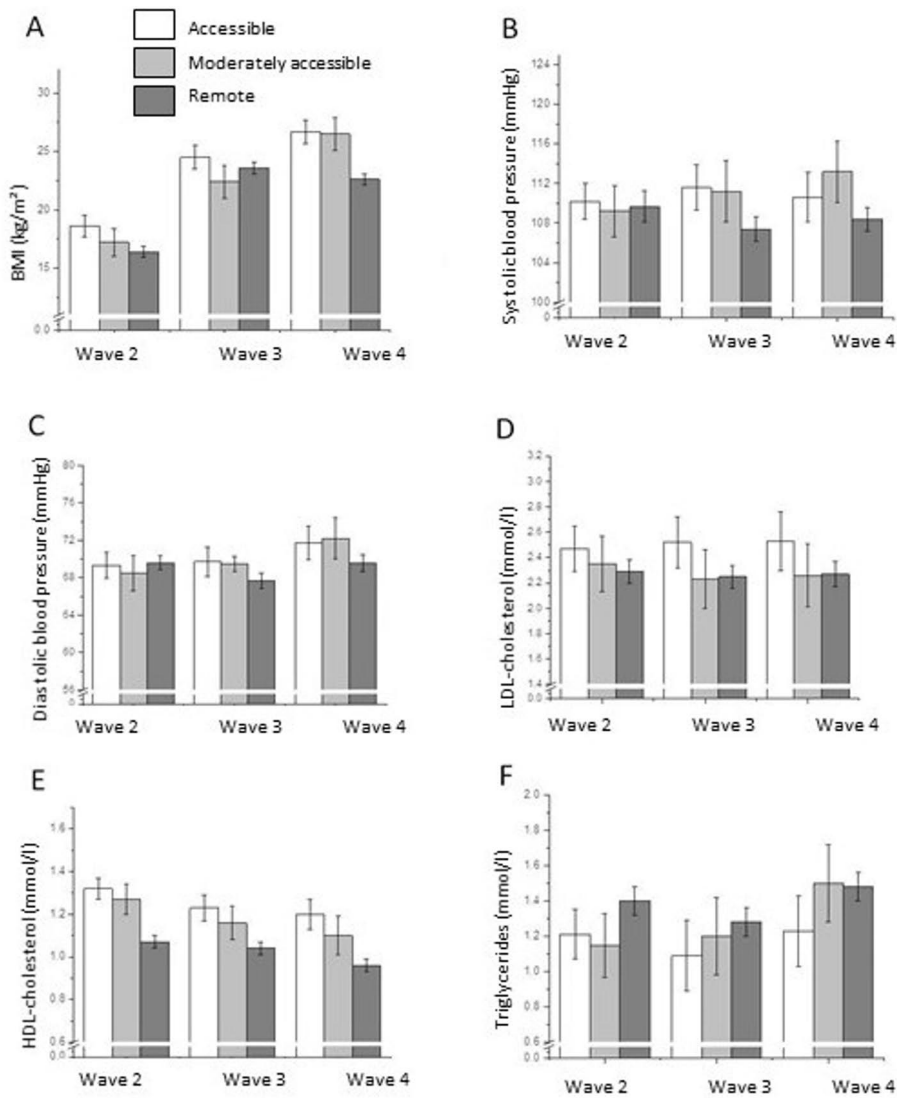 A
Accessible
Moderately accessible
Remote
BMI (kg/m²)
30
25
20
15
0.0
Wave 2
Wave 3
Wave 4
B
Systolic blood pressure (mmHg)
124
120
116
112
108
104
100
0
Wave 2
Wave 3
Wave 4
C
Diastolic blood pressure (mmHg)
80
76
72
68
64
60
56
0
Wave 2
Wave 3
Wave 4
D
LDL-cholesterol (mmol/l)
3.2
3.0
2.8
2.6
2.4
2.2
2.0
1.8
1.6
1.4
0.0
Wave 2
Wave 3
Wave 4
E
HDL-cholesterol (mmol/l)
1.6
1.4
1.2
1.0
0.8
0.6
0.0
Wave 2
Wave 3
Wave 4
F
Triglycerides (mmol/l)
2.0
1.8
1.6
1.4
1.2
1.0
0.8
0.6
0.0
Wave 2
Wave 3
Wave 4